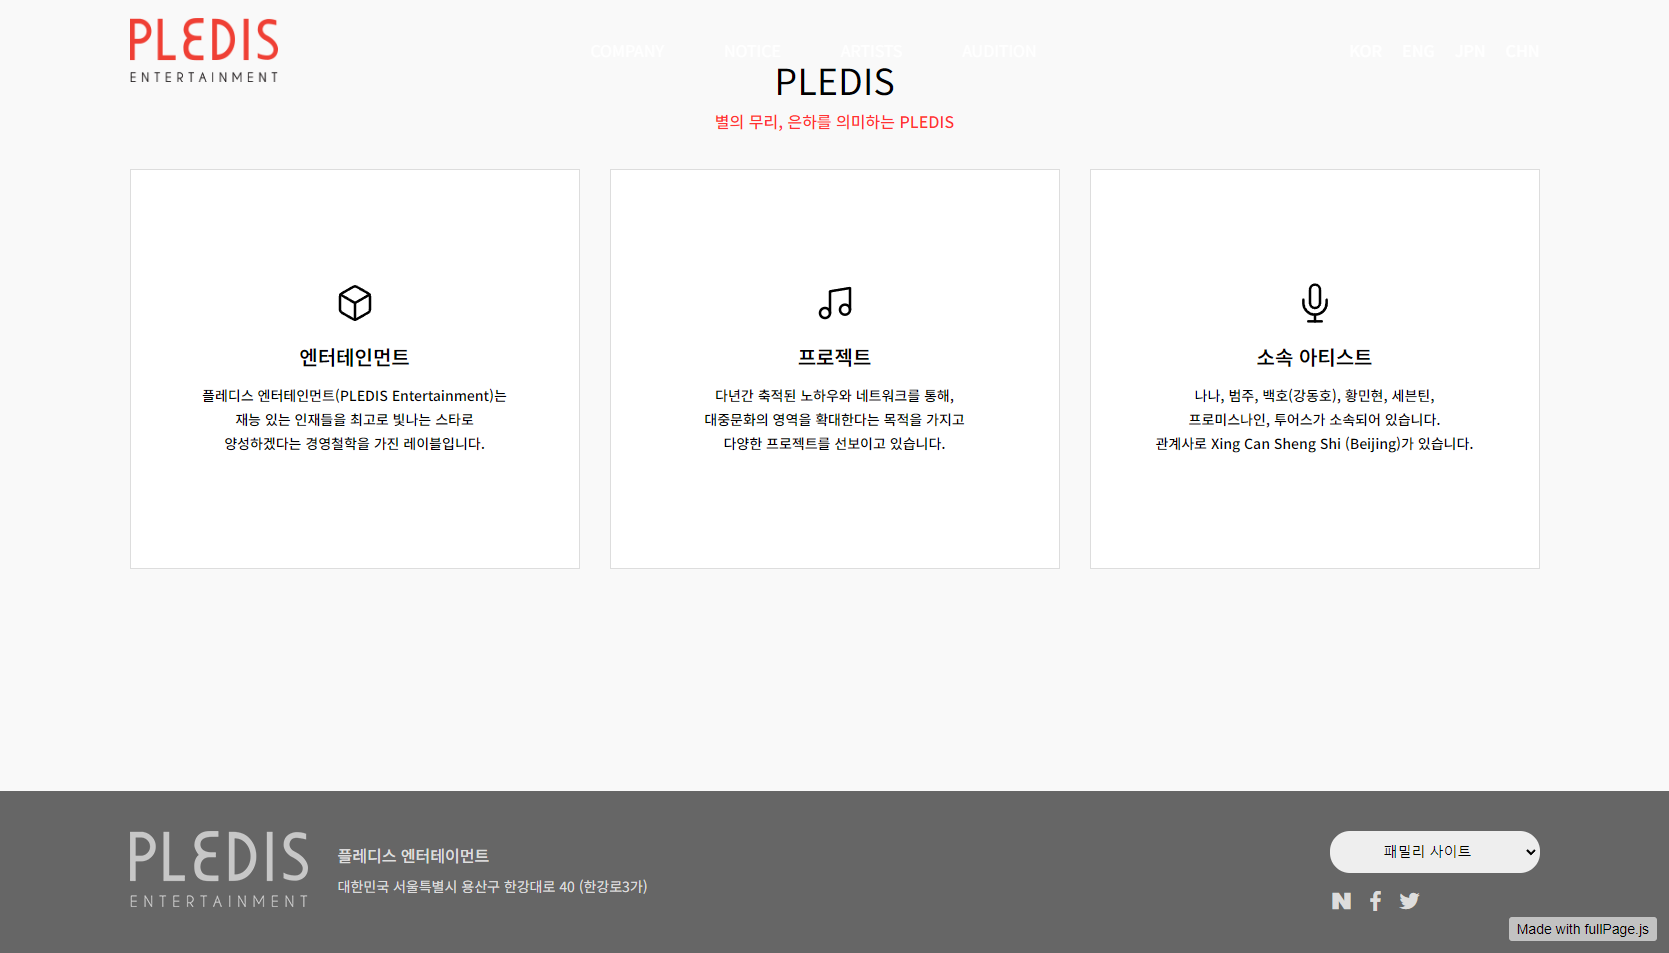 PLEDIS
ENTERTAINMENT
COMPANY NOTICE ARTISTS AUDITION
KOR ENG JPN CHN
PLEDIS
별의 무리, 은하를 의미하는 PLEDIS
엔터테인먼트
플레디스 엔터테인먼트(PLEDIS Entertainment)는
재능 있는 인재들을 최고로 빛나는 스타로
양성하겠다는 경영철학을 가진 레이블입니다.
프로젝트
다년간 축적된 노하우와 네트워크를 통해,
대중문화의 영역을 확대한다는 목적을 가지고
다양한 프로젝트를 선보이고 있습니다.
소속 아티스트
나나, 범주, 백호(강동호), 황민현, 세븐틴,
프로미스나인, 투어스가 소속되어 있습니다.
관계사로 Xing Can Sheng Shi (Beijing)가 있습니다.
PLEDIS
ENTERTAINMENT
플레디스 엔터테이먼트
대한민국 서울특별시 용산구 한강대로 40 (한강로3가)
패밀리 사이트
Made with fullPage.js